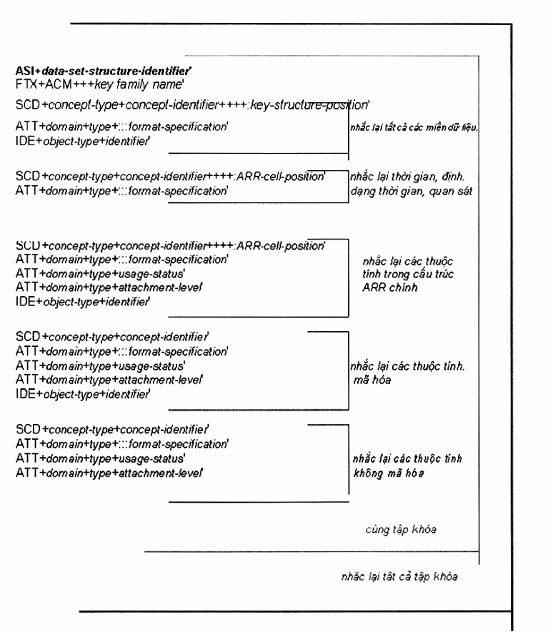 ASI+data-set-structure-identifier'
FTX+ACM+++key family name'
SCD+concept-type+concept-identifier++++:key-structure-position'
ATT+domain+type+:::format-specification'
nhắc lại tất cả các miền dữ liệu.
IDE+object-type+identifier'
SCD+concept-type+concept-identifier++++:ARR-cell-position'
nhắc lại thời gian, định.
ATT+domain+type+:::format-specification'
dạng thời gian, quan sát
SCD+concept-type+concept-identifier++++:ARR-cell-position'
ATT+domain+type+:::format-specification'
nhắc lại các thuộc
ATT+domain+type+usage-status'
tính trong cấu trúc
ATT+domain+type+attachment-level'
ARR chính
IDE+object-type+identifier'
SCD+concept-type+concept-identifier'
ATT+domain+type+:::format-specification'
ATT+domain+type+usage-status'
nhắc lại các thuộc tính.
ATT+domain+type+attachment-level'
mã hóa
IDE+object-type+identifier'
SCD+concept-type+concept-identifier'
ATT+domain+type+:::format-specification'
ATT+domain+type+usage-status'
nhắc lại các thuộc tính
ATT+domain+type+attachment-level'
không mã hóa
cùng tập khóa
nhắc lại tất cả tập khóa